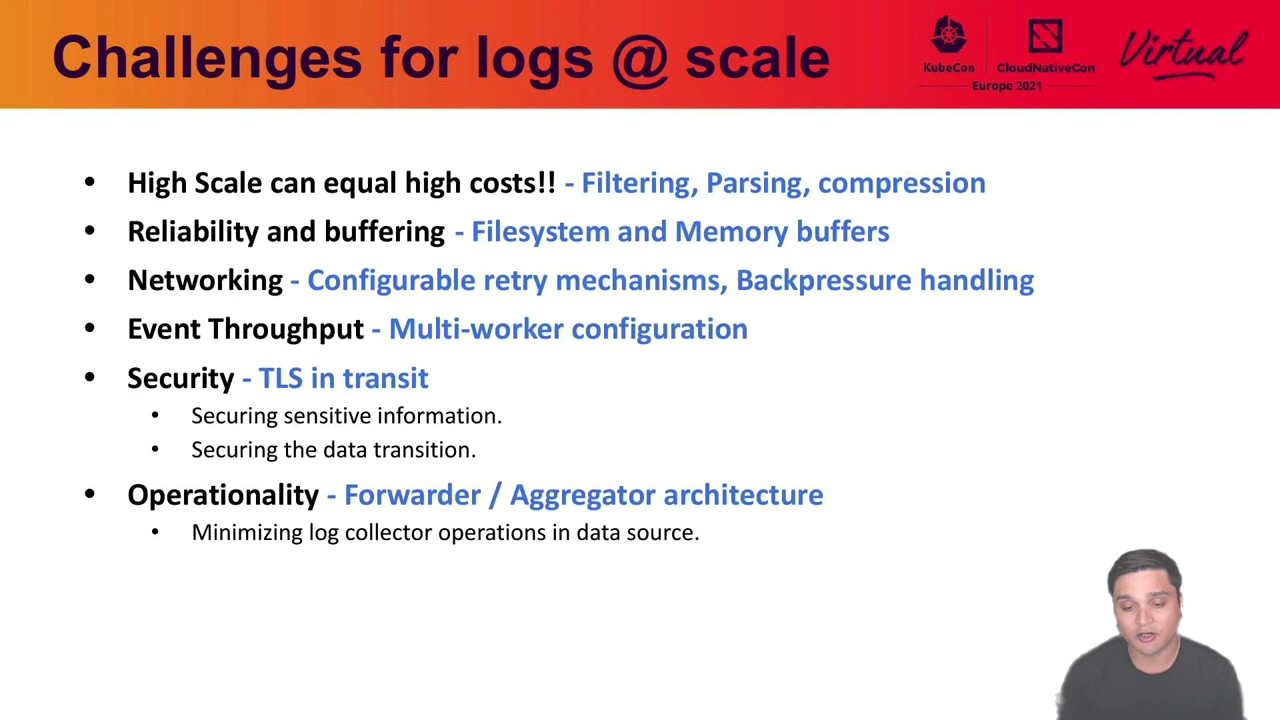 Challenges for logs @ scale
KubeCon
CloudNativeCon
Europe 2021
Virtual
• High Scale can equal high costs!! - Filtering, Parsing, compression
• Reliability and buffering - Filesystem and Memory buffers
• Networking - Configurable retry mechanisms, Backpressure handling
• Event Throughput - Multi-worker configuration
• Security - TLS in transit
• Securing sensitive information.
• Securing the data transition.
• Operationality - Forwarder / Aggregator architecture
• Minimizing log collector operations in data source.